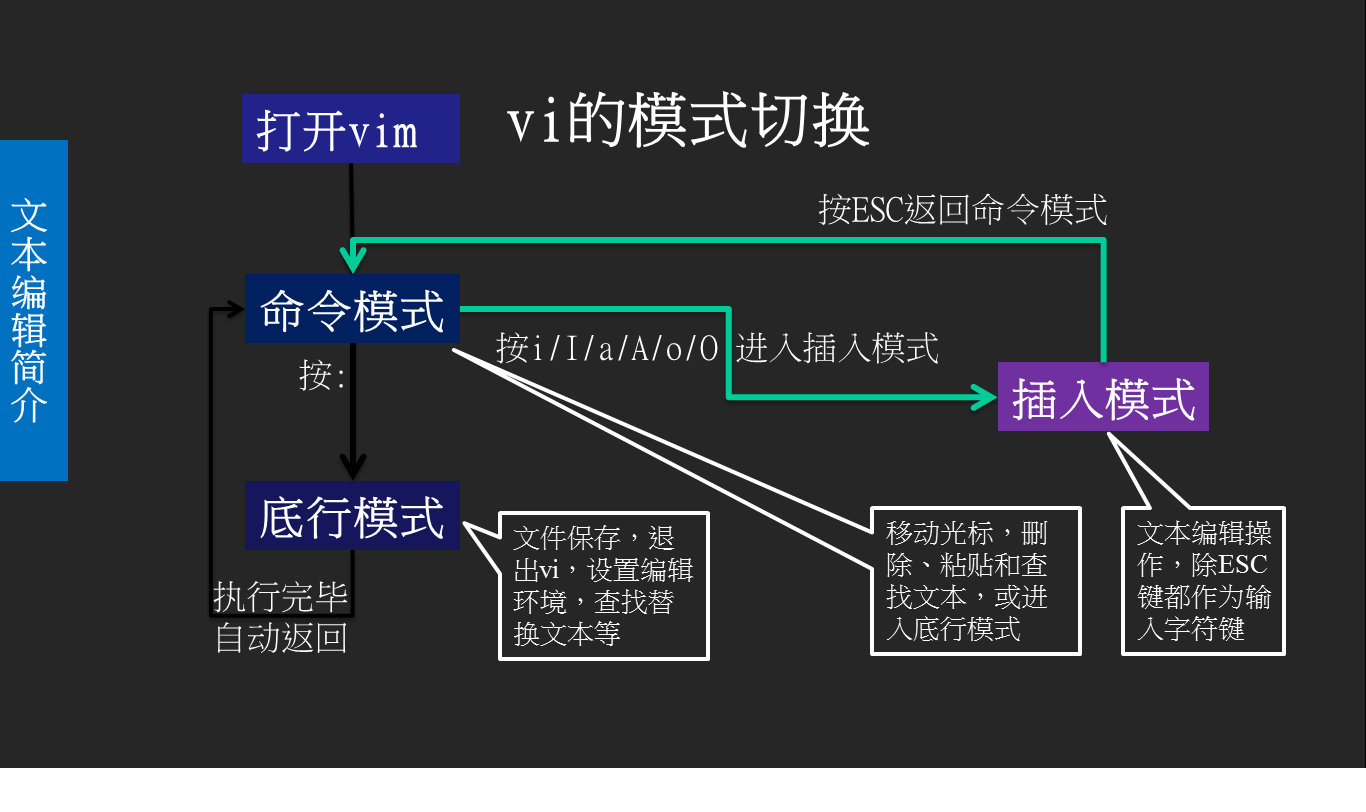 vi的模式切换
打开vim
文本编辑简介
按ESC返回命令模式
命令模式
按i/I/a/A/o/O 进入插入模式
按:
插入模式
底行模式
文件保存，退
出vi，设置编辑
环境，查找替
换文本等
移动光标，删
除、粘贴和查
找文本，或进
入底行模式
文本编辑操
作，除ESC
键都作为输
入字符键
执行完毕
自动返回